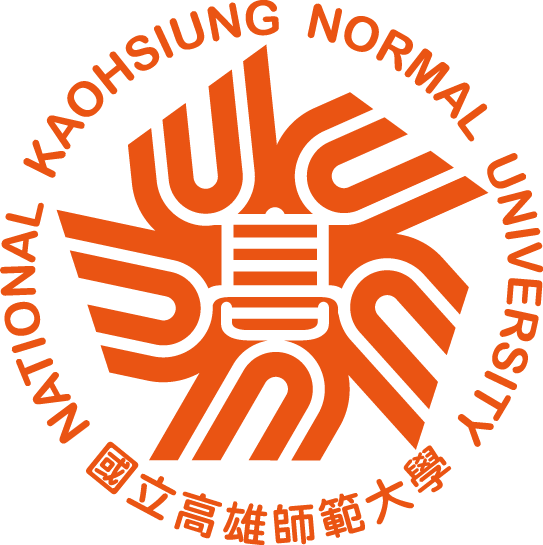 NATIONAL KAOHSIUNG NORMAL UNIVERSITY
國立高雄師範大學